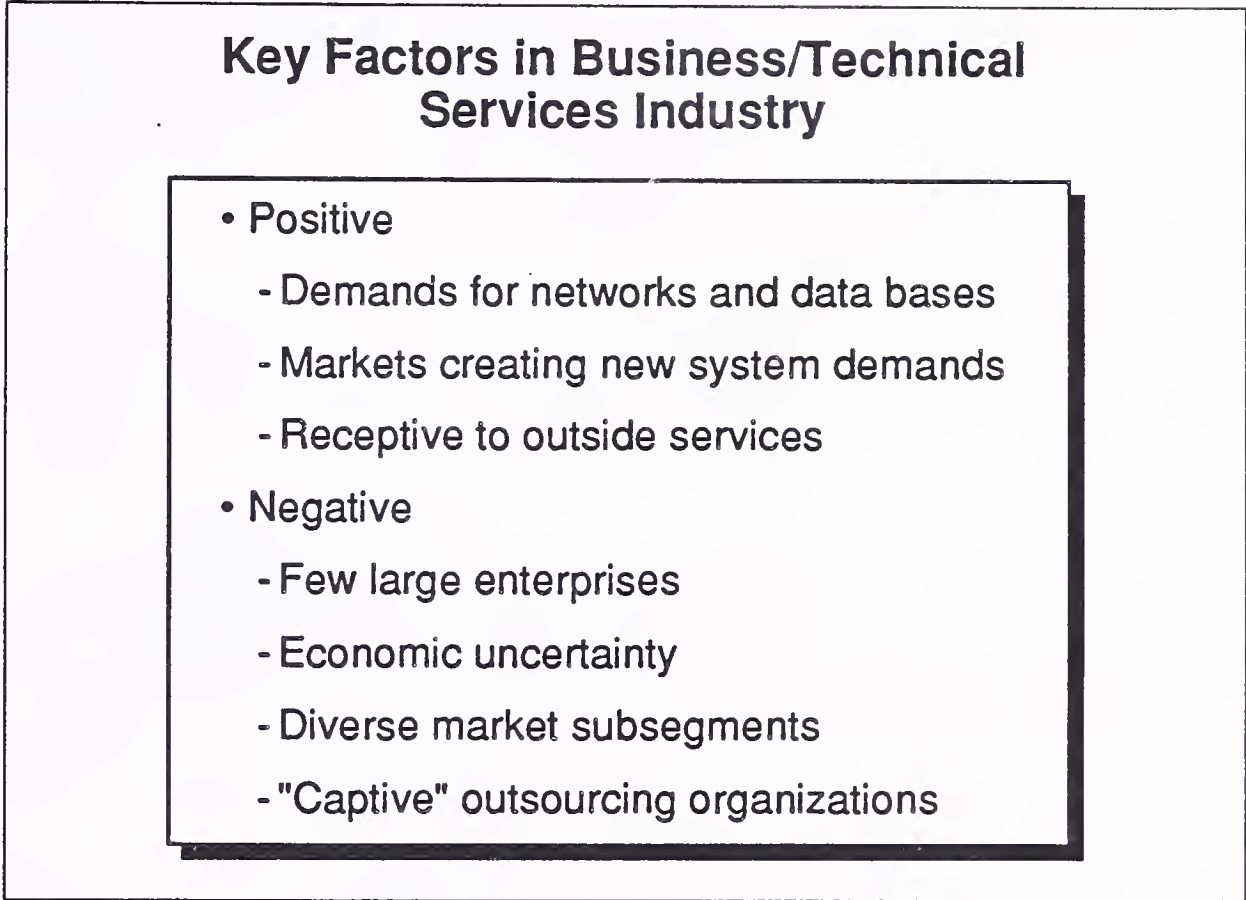 Key Factors in Business/Technical
Services Industry
• Positive
- Demands for networks and data bases
- Markets creating new system demands
- Receptive to outside services
• Negative
- Few large enterprises
- Economic uncertainty
- Diverse market subsegments
- "Captive" outsourcing organizations